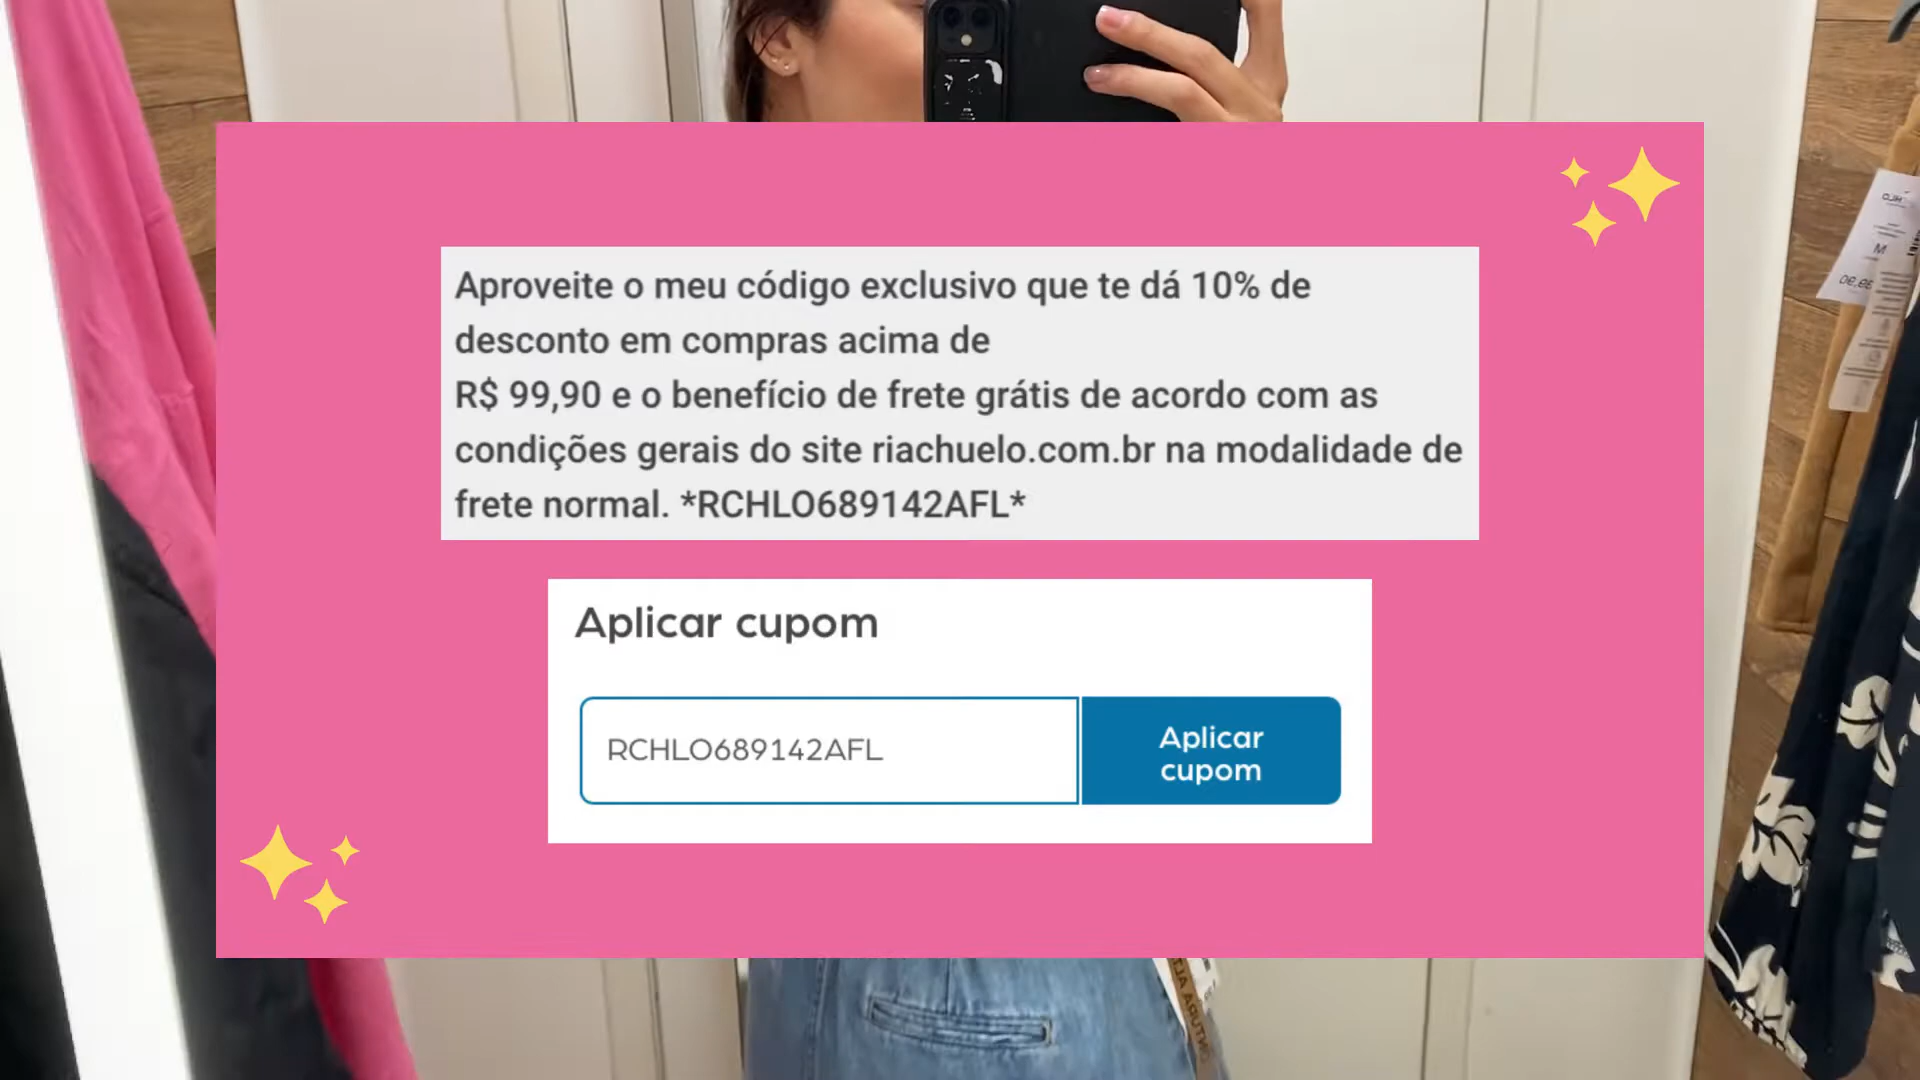 Aproveite o meu código exclusivo que te dá 10% de
desconto em compras acima de
R$ 99,90 e o benefício de frete grátis de acordo com as
condições gerais do site riachuelo.com.br na modalidade de
frete normal. *RCHLO689142AFL*
Aplicar cupom
RCHLO689142AFL
Aplicar
cupom
M